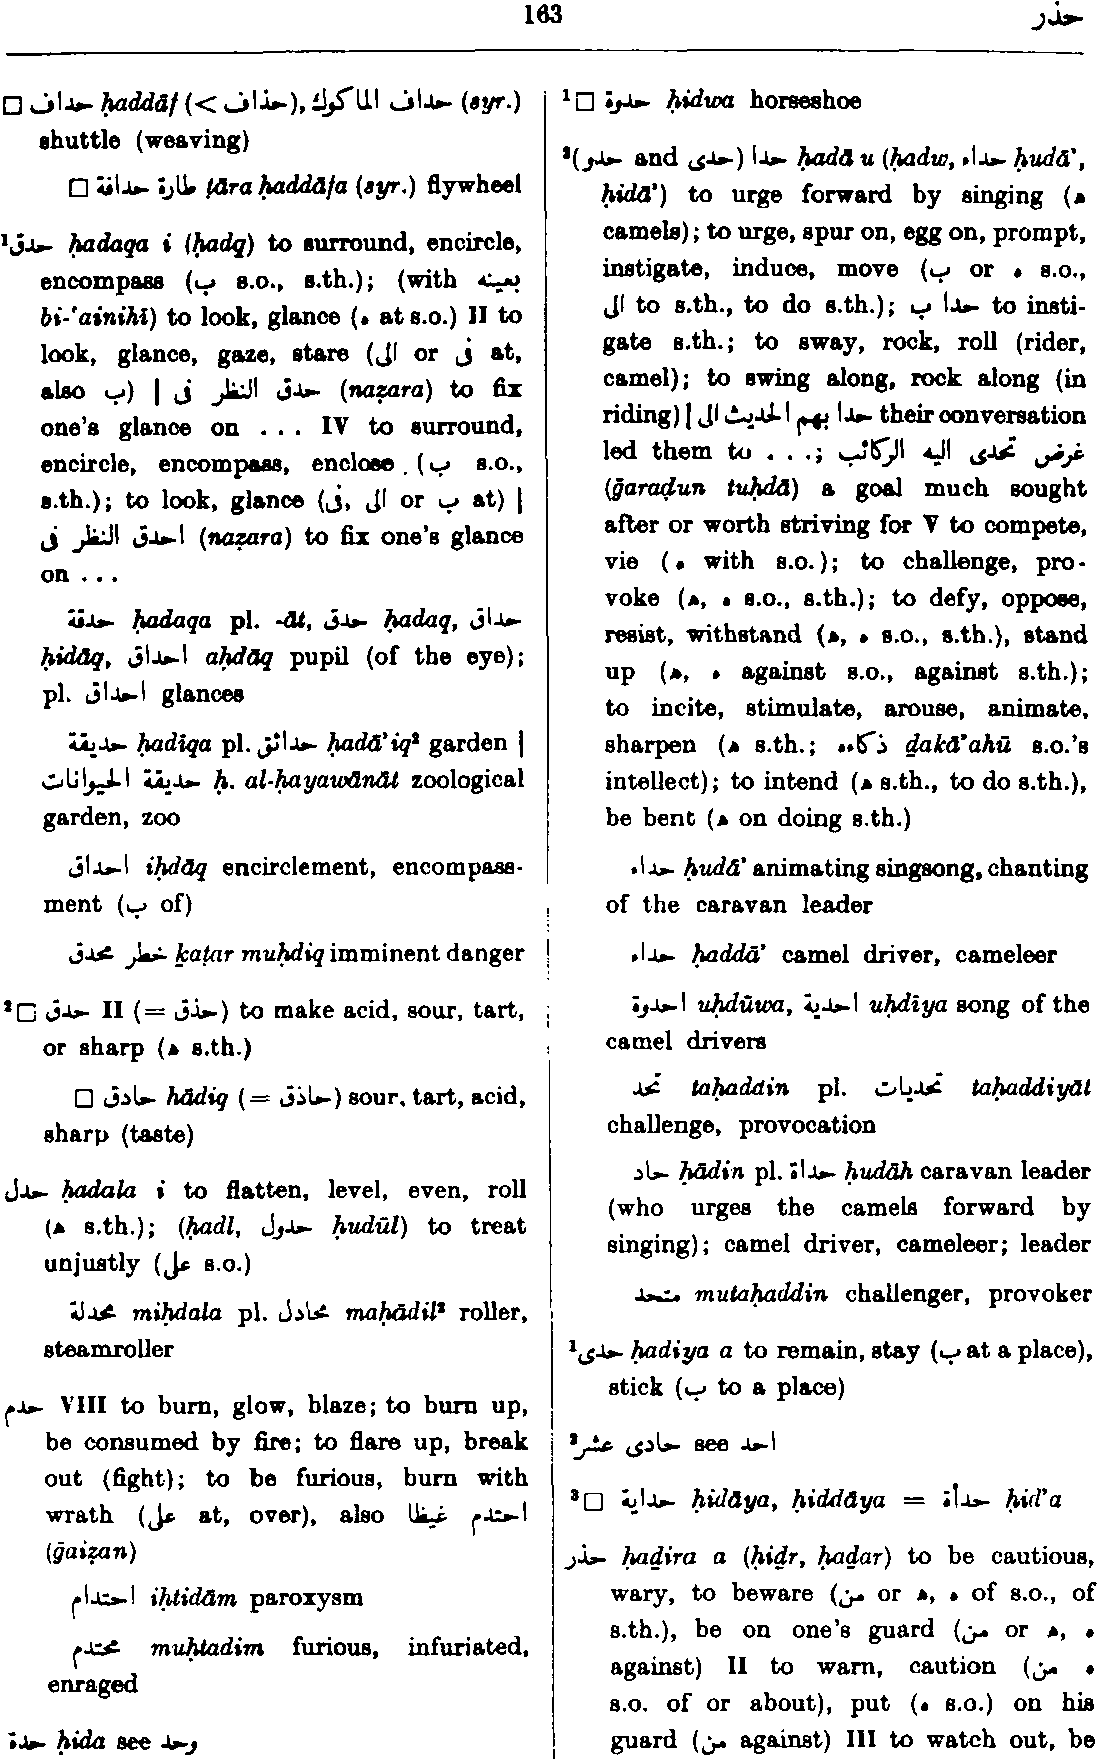 163
حذر
□ حداف ḥaddāf (< حذاف), حداف الماكوك (syr.)
shuttle (weaving)
□ طارة حدافة ṭāra ḥaddāfa (syr.) flywheel
¹حدق ḥadaqa i (ḥadq) to surround, encircle,
encompass (ب s.o., s.th.); (with بعينه
bi-‘ainihī) to look, glance (ه at s.o.) II to
look, glance, gaze, stare (الى or فى at,
also ب) | حدق النظر فى (naẓara) to fix
one's glance on . . . IV to surround,
encircle, encompass, enclose (ب s.o.,
s.th.); to look, glance (فى, الى or ب at) |
احدق النظر فى (naẓara) to fix one's glance
on . . .
حدقة ḥadaqa pl. -āt, حدق ḥadaq, حداق
ḥidāq, احداق aḥdāq pupil (of the eye);
pl. احداق glances
حديقة ḥadīqa pl. حدائق ḥadā’iq² garden |
حديقة الحيوانات ḥ. al-ḥayawānāt zoological
garden, zoo
احداق iḥdāq encirclement, encompass-
ment (ب of)
خطر محدق ḵaṭar muḥdiq imminent danger
²□ حدق II (= حذق) to make acid, sour, tart,
or sharp (ﻫ s.th.)
□ حادق ḥādiq (= حاذق) sour, tart, acid,
sharp (taste)
حدل ḥadala i to flatten, level, even, roll
(ﻫ s.th.); (ḥadl, حدول ḥudūl) to treat
unjustly (على s.o.)
محدلة miḥdala pl. محادل maḥādil² roller,
steamroller
حدم VIII to burn, glow, blaze; to burn up,
be consumed by fire; to flare up, break
out (fight); to be furious, burn with
wrath (على at, over), also احتدم غيظا
(ḡaiẓan)
احتدام iḥtidām paroxysm
محتدم muḥtadim furious, infuriated,
enraged
حدة ḥida see وحد
¹□ حدوة ḥidwa horseshoe
²(حدو and حدى) حدا ḥadā u (ḥadw, حداء ḥudā’,
ḥidā’) to urge forward by singing (ﻫ
camels); to urge, spur on, egg on, prompt,
instigate, induce, move (ب or ه s.o.,
الى to s.th., to do s.th.); حدا ب to insti-
gate s.th.; to sway, rock, roll (rider,
camel); to swing along, rock along (in
riding) | حدا بهم الحديث الى their conversation
led them to . . .; غرض تحدى اليه الركائب
(ḡaraḍun tuḥdā) a goal much sought
after or worth striving for V to compete,
vie (ه with s.o.); to challenge, pro-
voke (ﻫ, ه s.o., s.th.); to defy, oppose,
resist, withstand (ﻫ, ه s.o., s.th.), stand
up (ﻫ, ه against s.o., against s.th.);
to incite, stimulate, arouse, animate,
sharpen (ﻫ s.th.; ذكاءه ḏakā’ahū s.o.'s
intellect); to intend (ﻫ s.th., to do s.th.),
be bent (ﻫ on doing s.th.)
حداء ḥudā’ animating singsong, chanting
of the caravan leader
حداء ḥaddā’ camel driver, cameleer
احدوة uḥdūwa, احدية uḥdīya song of the
camel drivers
تحد taḥaddin pl. تحديات taḥaddiyāt
challenge, provocation
حاد ḥādin pl. حداة ḥudāh caravan leader
(who urges the camels forward by
singing); camel driver, cameleer; leader
متحد mutaḥaddin challenger, provoker
¹حدى ḥadiya a to remain, stay (ب at a place),
stick (ب to a place)
²حادى عشر see احد
³□ حداية ḥidāya, ḥiddāya = حدأة ḥid’a
حذر ḥaḏira a (ḥiḏr, ḥaḏar) to be cautious,
wary, to beware (من or ﻫ, ه of s.o., of
s.th.), be on one's guard (من or ﻫ, ه
against) II to warn, caution (من ه
s.o. of or about), put (ه s.o.) on his
guard (من against) III to watch out, be